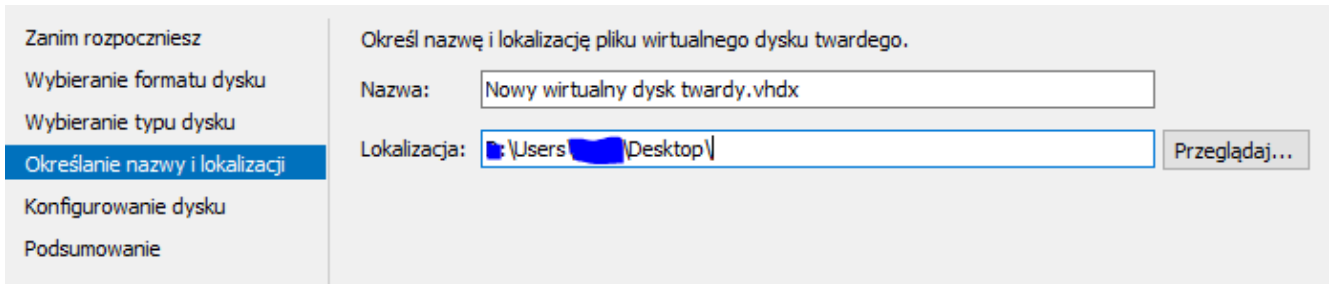 Zanim rozpoczniesz
Wybieranie formatu dysku
Wybieranie typu dysku
Określanie nazwy i lokalizacji
Konfigurowanie dysku
Podsumowanie
Określ nazwę i lokalizację pliku wirtualnego dysku twardego.
Nazwa: Nowy wirtualny dysk twardy.vhdx
Lokalizacja: :\Users\ \Desktop\ Przeglądaj...